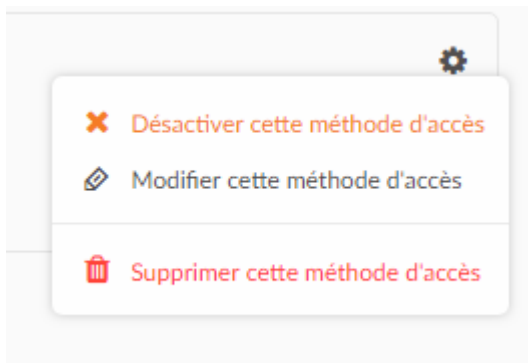 Désactiver cette méthode d'accès
Modifier cette méthode d'accès
Supprimer cette méthode d'accès